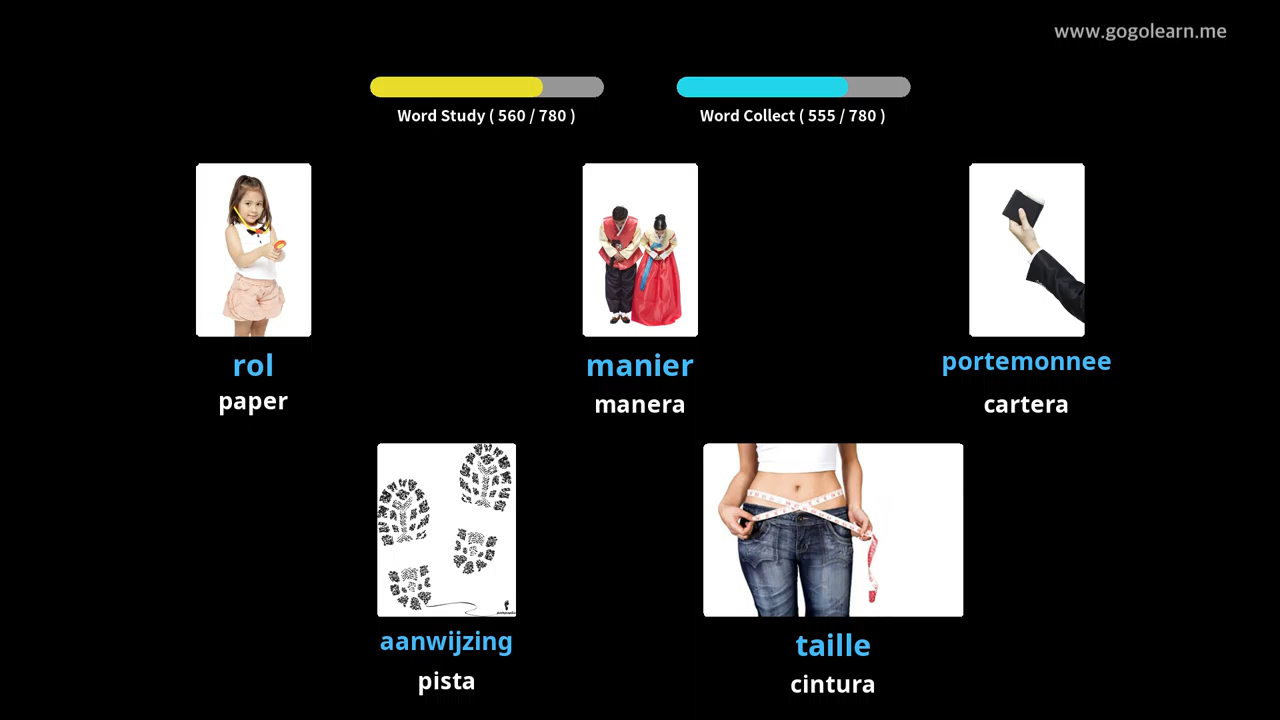 www.gogolearn.me
Word Study ( 560 / 780 )
Word Collect ( 555 / 780 )
rol
paper
manier
manera
portemonnee
cartera
aanwijzing
pista
taille
cintura